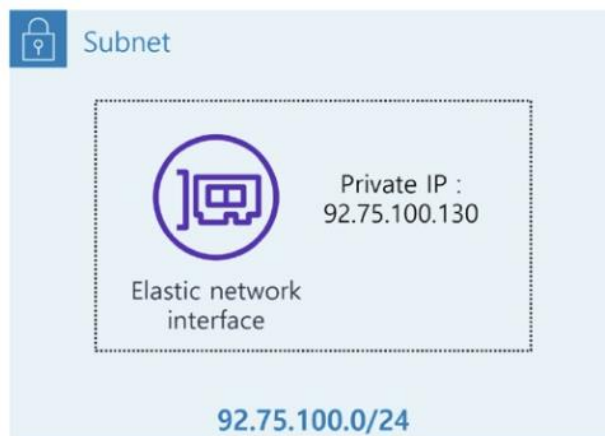 Subnet
Private IP :
92.75.100.130
Elastic network
interface
92.75.100.0/24